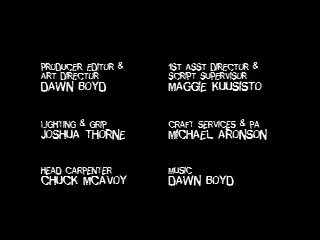 PRODUCER EDITOR &
ART DIRECTOR
DAWN BOYD
1ST ASST DIRECTOR &
SCRIPT SUPERVISOR
MAGGIE KUUSISTO
LIGHTING & GRIP
JOSHUA THORNE
CRAFT SERVICES & PA
MICHAEL ARONSON
HEAD CARPENTER
CHUCK MCAVOY
MUSIC
DAWN BOYD